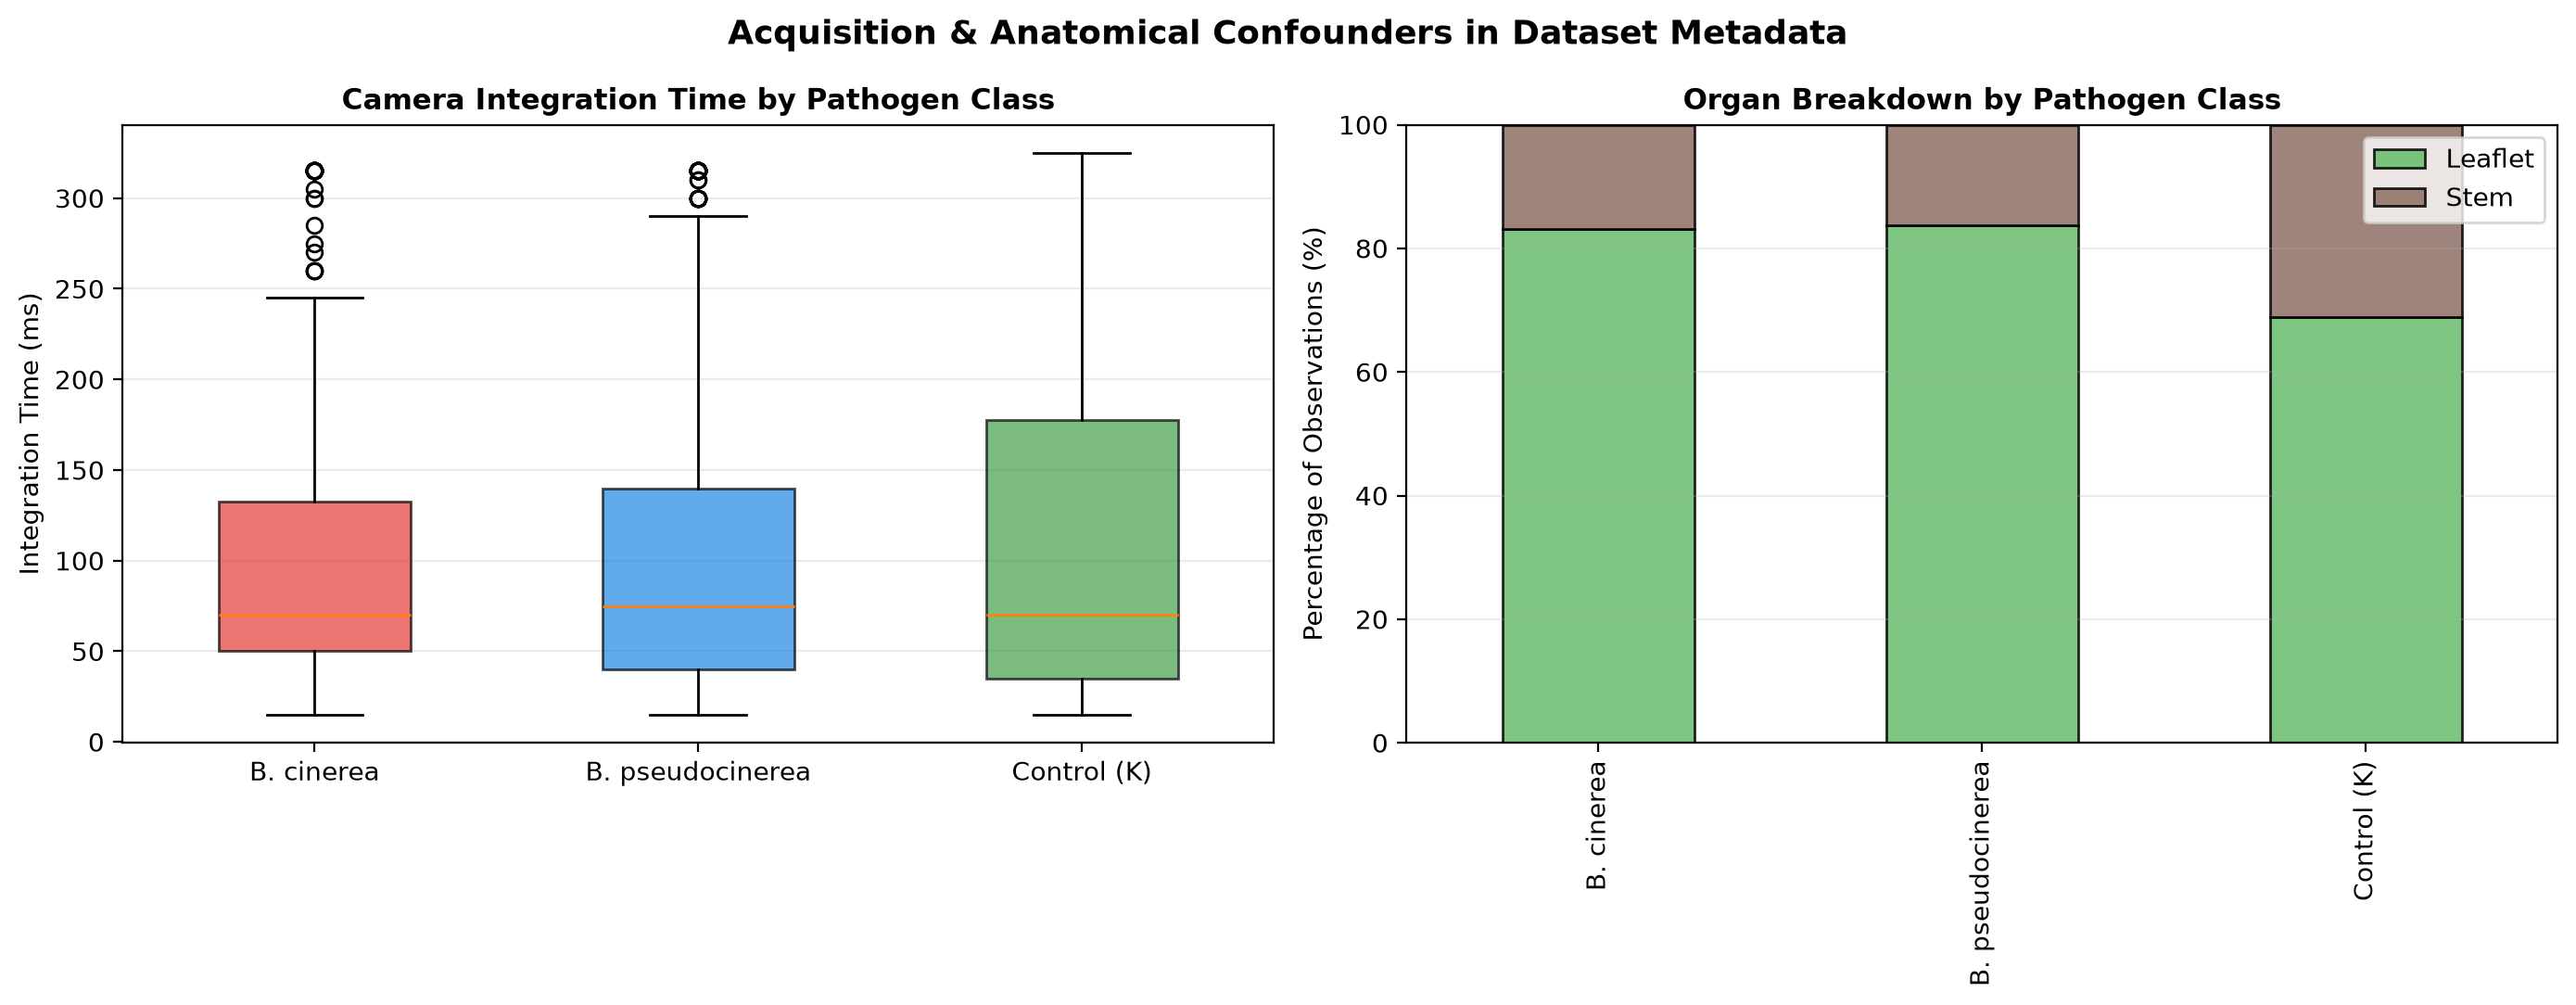 Acquisition & Anatomical Confounders in Dataset Metadata
Camera Integration Time by Pathogen Class
Integration Time (ms)
300
250
200
150
100
50
0
B. cinerea
B. pseudocinerea
Control (K)
Organ Breakdown by Pathogen Class
Percentage of Observations (%)
100
80
60
40
20
0
Leaflet
Stem
B. cinerea
B. pseudocinerea
Control (K)